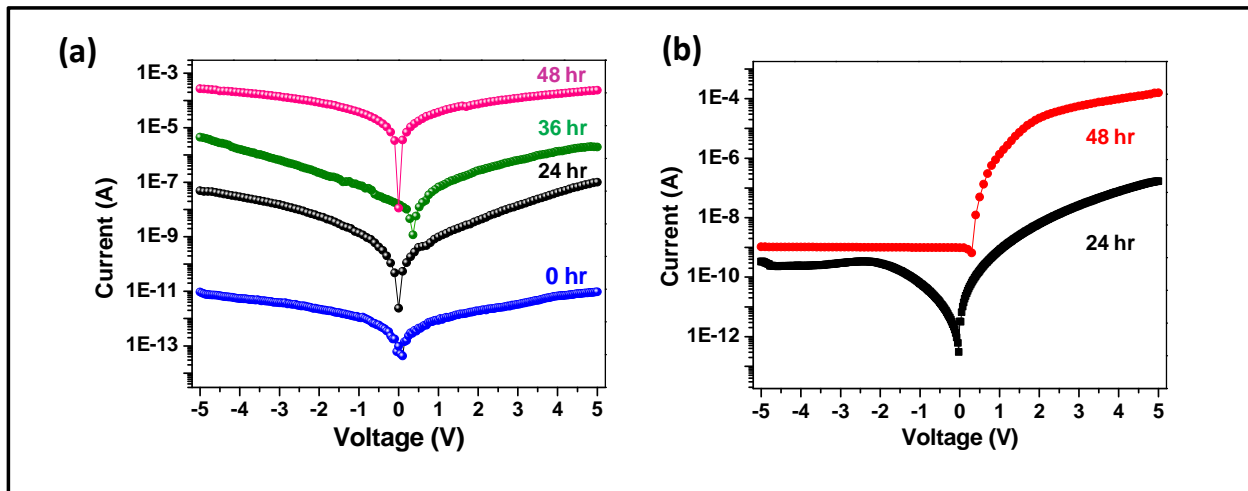 (a)
1E-3
1E-5
1E-7
1E-9
1E-11
1E-13
Current (A)
48 hr
36 hr
24 hr
0 hr
-5 -4 -3 -2 -1 0 1 2 3 4 5
Voltage (V)
(b)
1E-4
1E-6
1E-8
1E-10
1E-12
Current (A)
48 hr
24 hr
-5 -4 -3 -2 -1 0 1 2 3 4 5
Voltage (V)